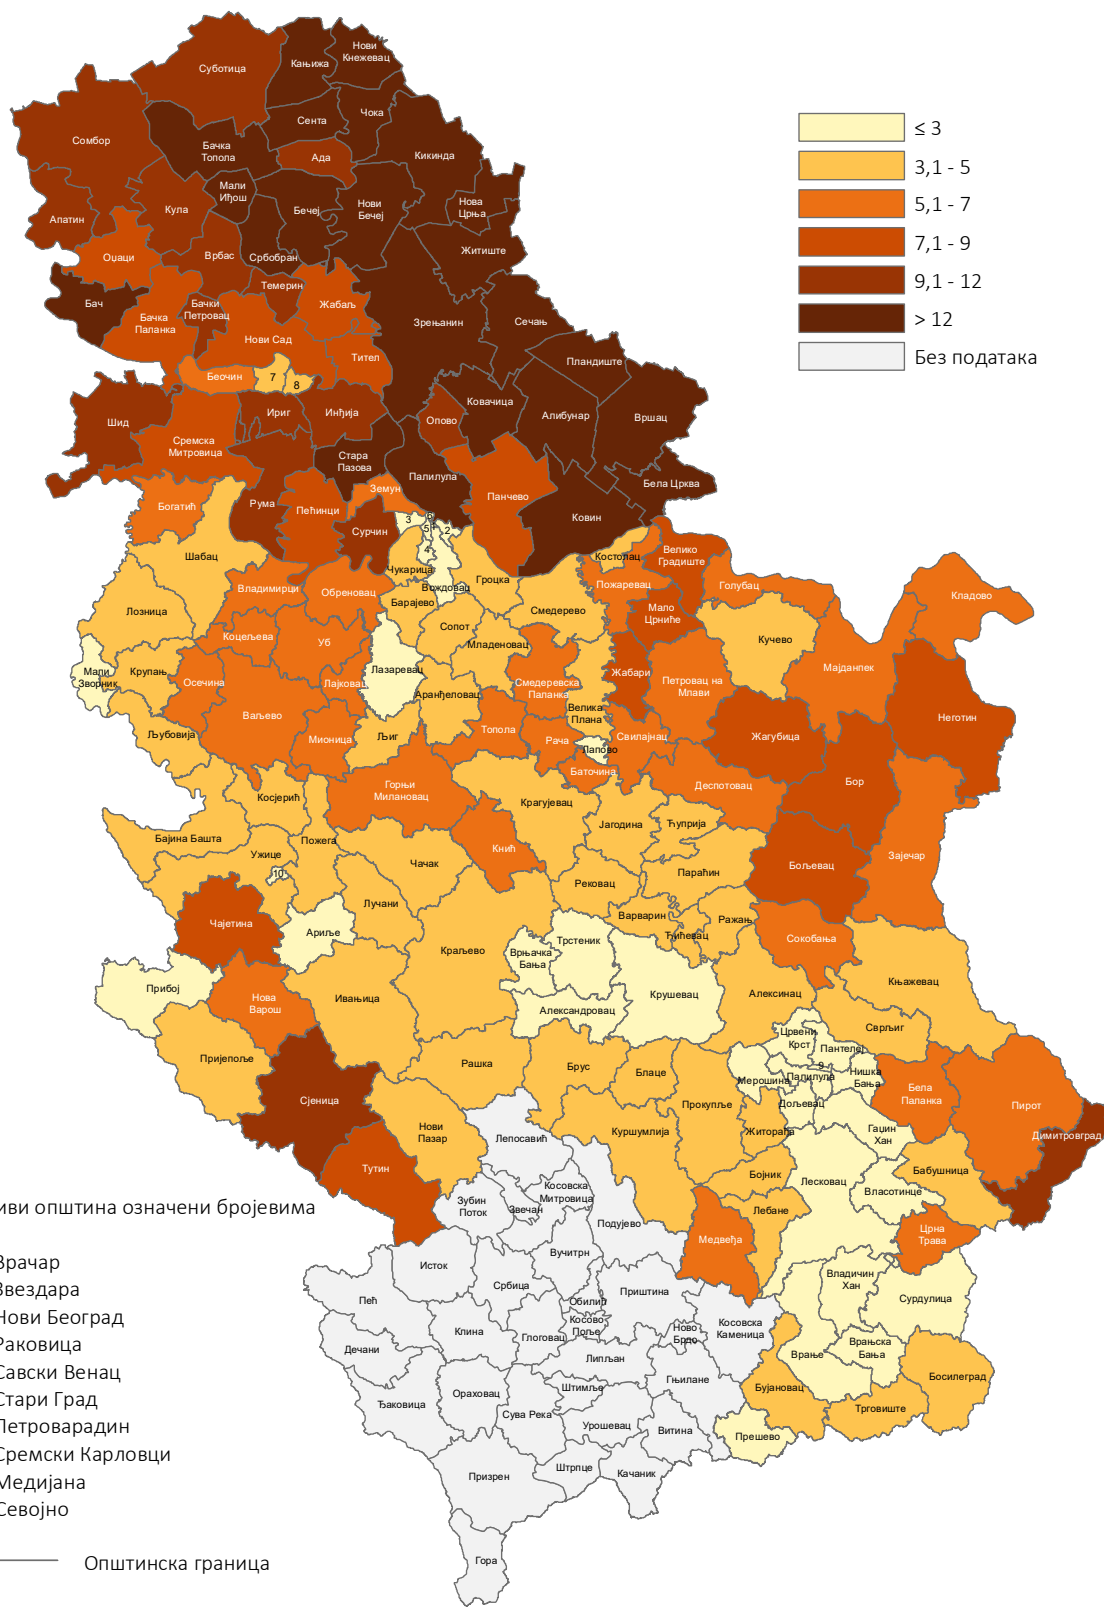 Нови
Кнежевац
Кањижа
Суботица
Чока
Сента
Сомбор
Бачка
Топола
Ада
Кикинда
Мали
Иђош
Нова
Црња
Апатин
Кула
Бечеј
Нови
Бечеј
Житиште
Оџаци
Врбас
Србобран
Темерин
Бач
Бачка
Паланка
Бачки
Петровац
Жабаљ
Зрењанин
Сечањ
Нови Сад
Тител
Пландиште
Беочин
7
8
Ковачица
Алибунар
Вршац
Шид
Ириг
Инђија
Опово
Сремска
Митровица
Стара
Пазова
Палилула
Бела Црква
Богатић
Рума
Пећинци
Земун
Панчево
Ковин
Сурчин
3
6
5
4
2
1
≤ 3
3,1 - 5
5,1 - 7
7,1 - 9
9,1 - 12
> 12
Без података
Шабац
Чукарица
Вождовац
Гроцка
Костолац
Велико
Градиште
Голубац
Кладово
Лозница
Владимирци
Обреновац
Барајево
Смедерево
Пожаревац
Мало
Црниће
Коцељева
Уб
Сопот
Младеновац
Кучево
Мајданпек
Мали
Зворник
Крупањ
Осечина
Лајковац
Лазаревац
Аранђеловац
Смедеревска
Паланка
Жабари
Петровац на
Млави
Неготин
Љубовија
Ваљево
Мионица
Љиг
Топола
Рача
Велика
Плана
Лапово
Свилајнац
Жагубица
Баточина
Косјерић
Горњи
Милановац
Крагујевац
Деспотовац
Бор
Бајина Башта
Ужице
Пожега
Чачак
Кнић
Јагодина
Ћуприја
Зајечар
10
Рековац
Параћин
Бољевац
Чајетина
Ариље
Лучани
Варварин
Ћићевац
Ражањ
Сокобања
Прибој
Нова
Варош
Ивањица
Краљево
Врњачка
Бања
Трстеник
Крушевац
Алексинац
Књажевац
Александровац
Сврљиг
Пријепоље
Рашка
Брус
Блаце
Црвени
Крст
Пантелеј
9
Мерошина
Палилула
Нишка
Бања
Сјеница
Прокупље
Дољевац
Бела
Паланка
Пирот
Димитровград
Нови
Пазар
Куршумлија
Житорађа
Гаџин
Хан
Тутин
Лепосавић
Бојник
Лесковац
Власотинце
Бабушница
Зубин
Поток
Звечан
Косовска
Митровица
Подујево
Медвеђа
Лебане
Црна
Трава
Исток
Вучитрн
Владичин
Хан
Сурдулица
Пећ
Србица
Обилић
Приштина
Клина
Глоговац
Косово
Поље
Ново
Брдо
Косовска
Каменица
Дечани
Липљан
Врање
Врањска
Бања
Ђаковица
Ораховац
Штимље
Гњилане
Бујановац
Босилеград
Сува Река
Урошевац
Витина
Трговиште
Прешево
Призрен
Штрпце
Качаник
Гора
иви општина означени бројевима
Врачар
Звездара
Нови Београд
Раковица
Савски Венац
Стари Град
Петроварадин
Сремски Карловци
Медијана
Севојно
Општинска граница